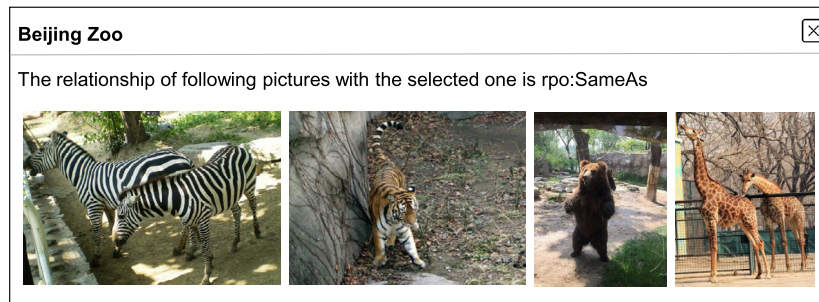 Beijing Zoo
The relationship of following pictures with the selected one is rpo:SameAs